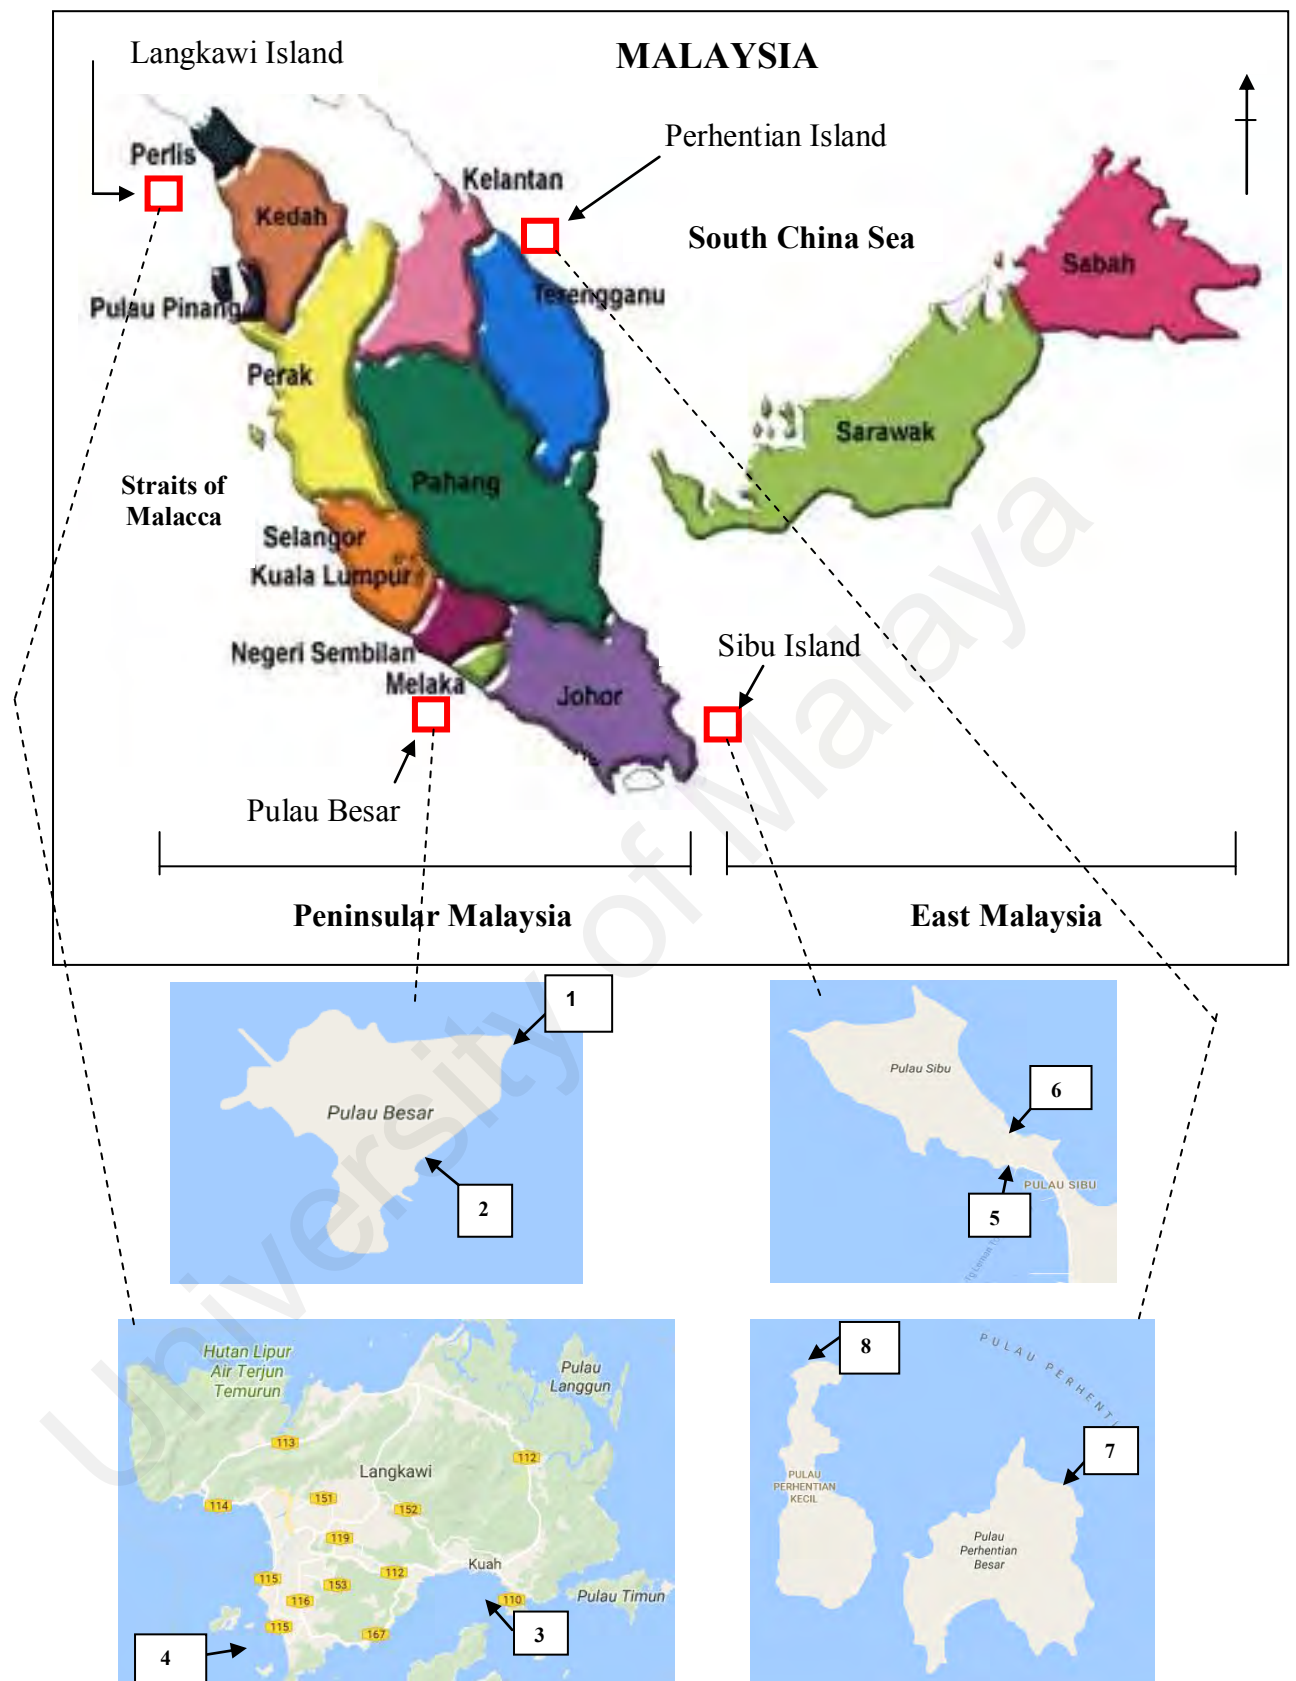 Langkawi Island
MALAYSIA
Perhentian Island
Perlis
Kelantan
Kedah
South China Sea
Sabah
Pulau Pinang
Terengganu
Perak
Sarawak
Straits of
Malacca
Pahang
Selangor
Kuala Lumpur
Negeri Sembilan
Melaka
Johor
Sibu Island
Pulau Besar
Peninsular Malaysia
East Malaysia
1
Pulau Besar
2
Pulau Sibu
6
PULAU SIBU
5
Hutan Lipur
Air Terjun
Temurun
Pulau
Langgun
113
112
Langkawi
114
151
152
119
Kuah
115
153
112
116
110
Pulau Timun
115
167
3
4
8
PULAU PERHENTI
7
PULAU
PERHENTIAN
KECIL
Pulau
Perhentian
Besar
University of Malaya